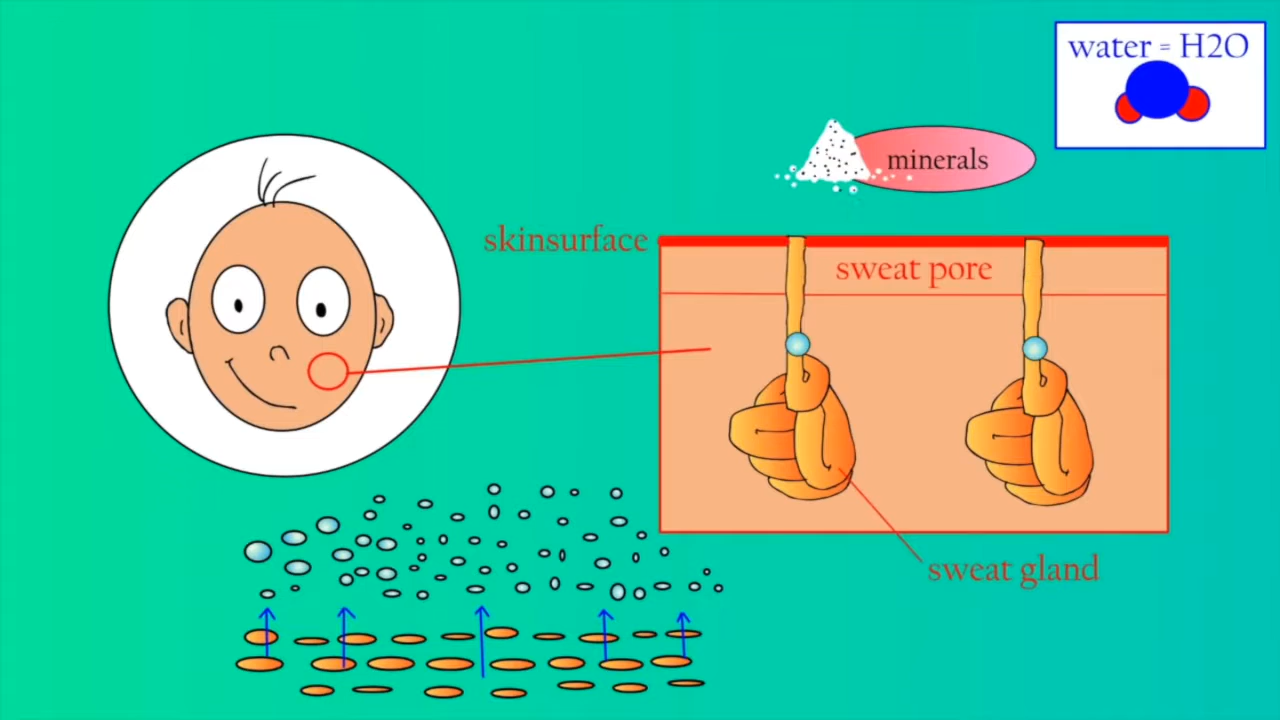 water = H2O
minerals
skinsurface
sweat pore
sweat gland